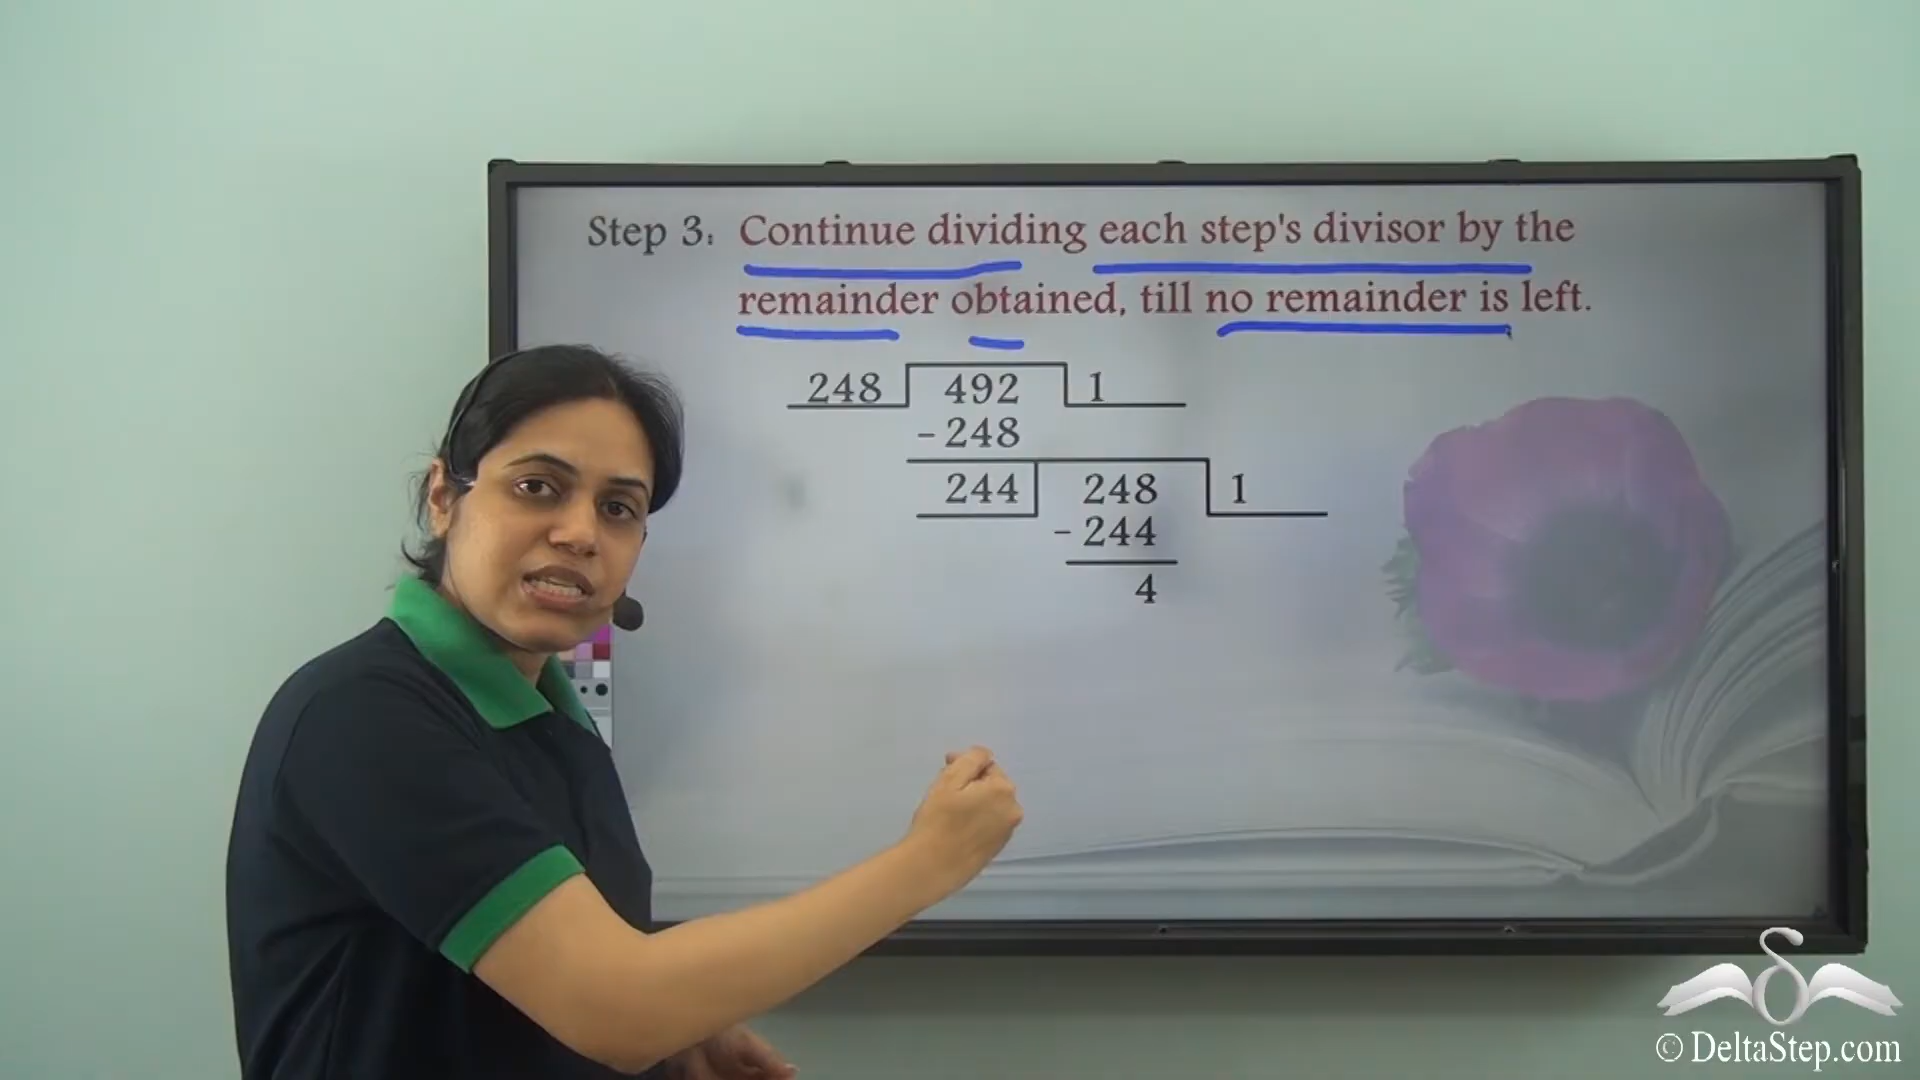 Step 3: Continue dividing each step's divisor by the
remainder obtained, till no remainder is left.
248 492 1
-248
244 248 1
-244
4
© DeltaStep.com